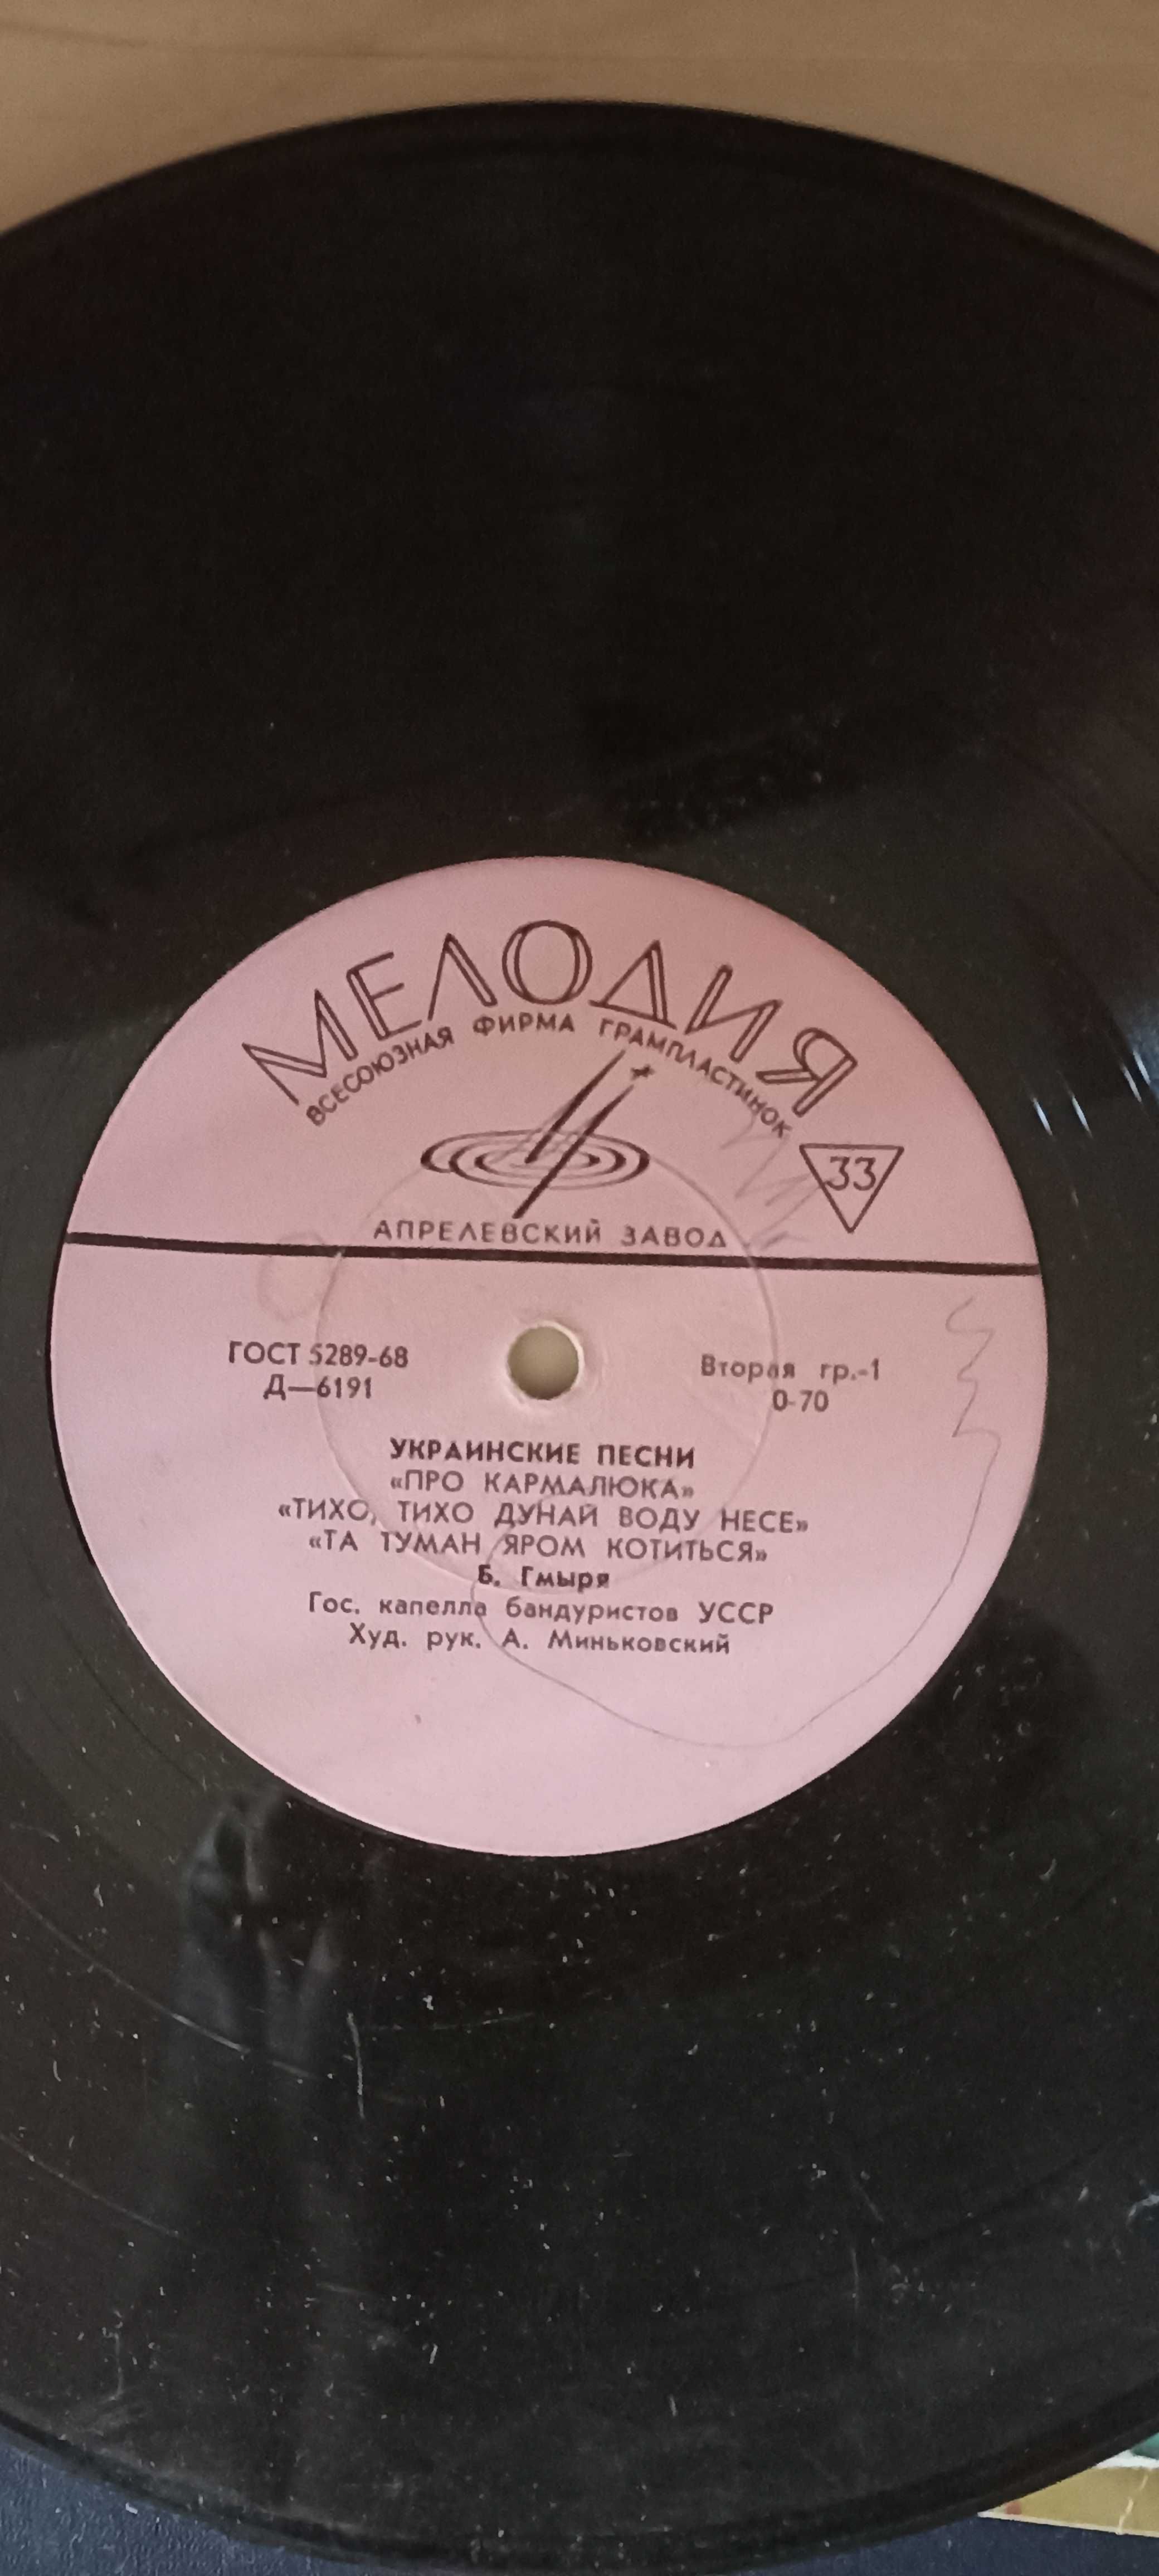 МЕЛОДИЯ
ВСЕСОЮЗНАЯ ФИРМА ГРАМПЛАСТИНОК
33
АПРЕЛЕВСКИЙ ЗАВОД
ГОСТ 5289-68
Д—6191
Вторая гр.-1
0-70
УКРАИНСКИЕ ПЕСНИ
«ПРО КАРМАЛЮКА»
«ТИХО, ТИХО ДУНАЙ ВОДУ НЕСЕ»
«ТА ТУМАН ЯРОМ КОТИТЬСЯ»
Б. Гмыря
Гос. капелла бандуристов УССР
Худ. рук. А. Миньковский